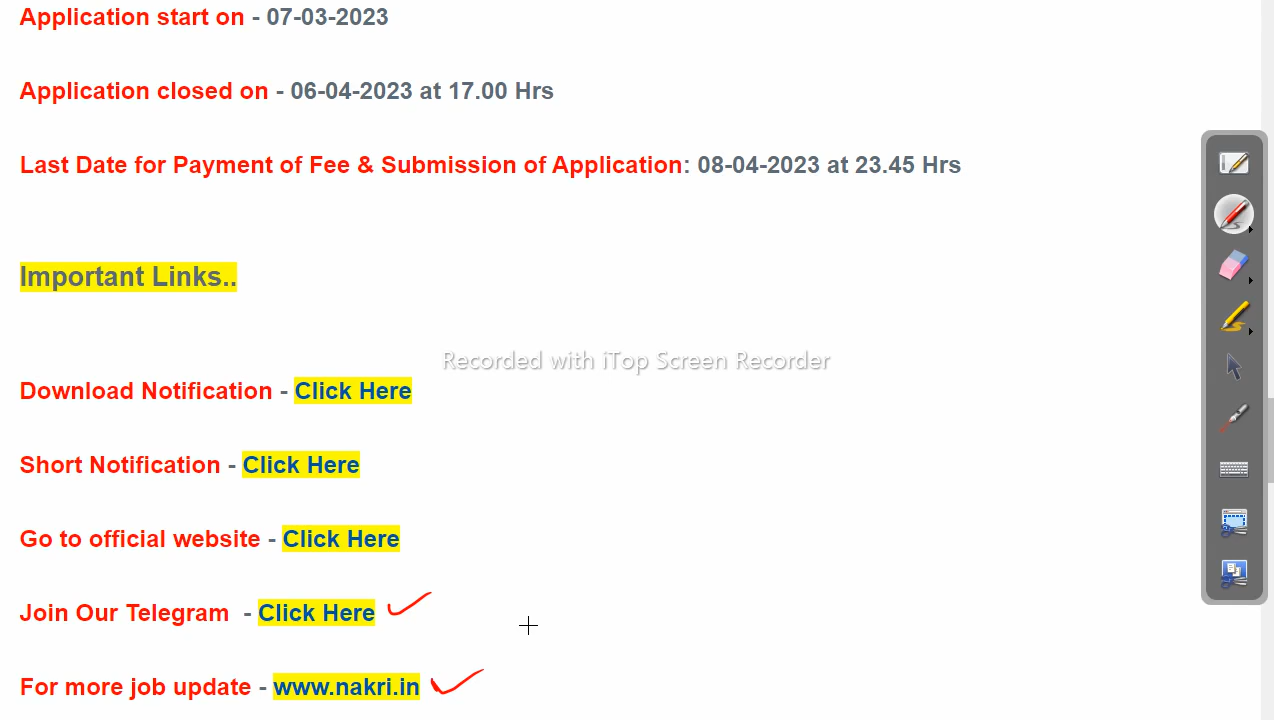 Application start on - 07-03-2023
Application closed on - 06-04-2023 at 17.00 Hrs
Last Date for Payment of Fee & Submission of Application: 08-04-2023 at 23.45 Hrs
Important Links..
Recorded with iTop Screen Recorder
Download Notification - Click Here
Short Notification - Click Here
Go to official website - Click Here
Join Our Telegram  - Click Here
For more job update - www.nakri.in